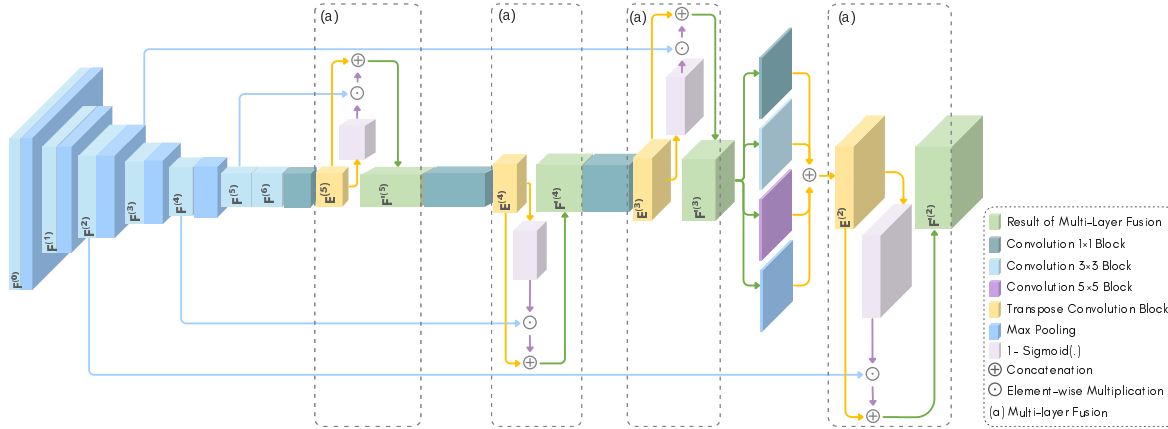 (a)
(a)
(a)
(a)
F(0)
F(1)
F(2)
F(3)
F(4)
F(5)
F(6)
E(5)
F'(5)
E(4)
F'(4)
E(3)
F'(3)
E(2)
F'(2)
Result of Multi-Layer Fusion
Convolution 1×1 Block
Convolution 3×3 Block
Convolution 5×5 Block
Transpose Convolution Block
Max Pooling
1- Sigmoid(.)
Concatenation
Element-wise Multiplication
(a) Multi-layer Fusion